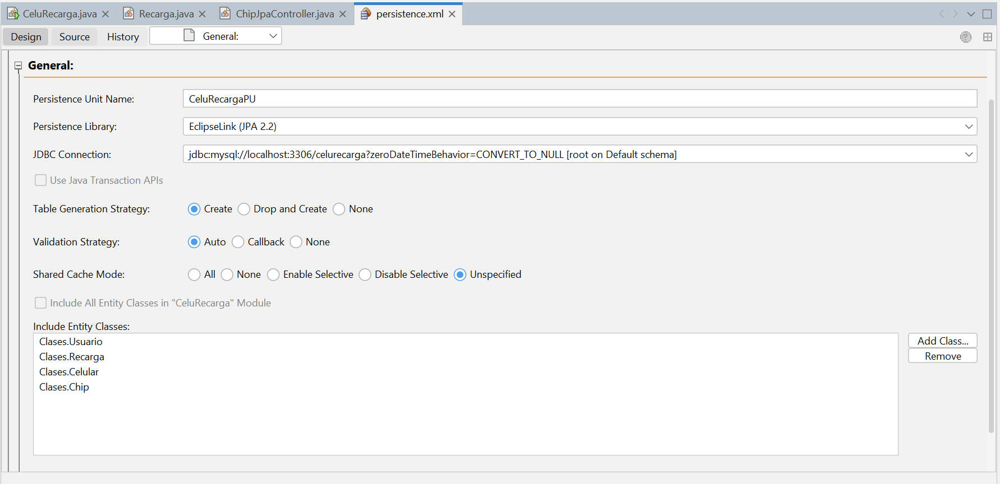 CeluRecarga.java Recarga.java ChipJpaController.java persistence.xml
Design Source History General:
General:
Persistence Unit Name: CeluRecargaPU
Persistence Library: EclipseLink (JPA 2.2)
JDBC Connection: jdbc:mysql://localhost:3306/celurecarga?zeroDateTimeBehavior=CONVERT_TO_NULL [root on Default schema]
Use Java Transaction APIs
Table Generation Strategy: Create Drop and Create None
Validation Strategy: Auto Callback None
Shared Cache Mode: All None Enable Selective Disable Selective Unspecified
Include All Entity Classes in "CeluRecarga" Module
Include Entity Classes:
Clases.Usuario
Clases.Recarga
Clases.Celular
Clases.Chip
Add Class...
Remove